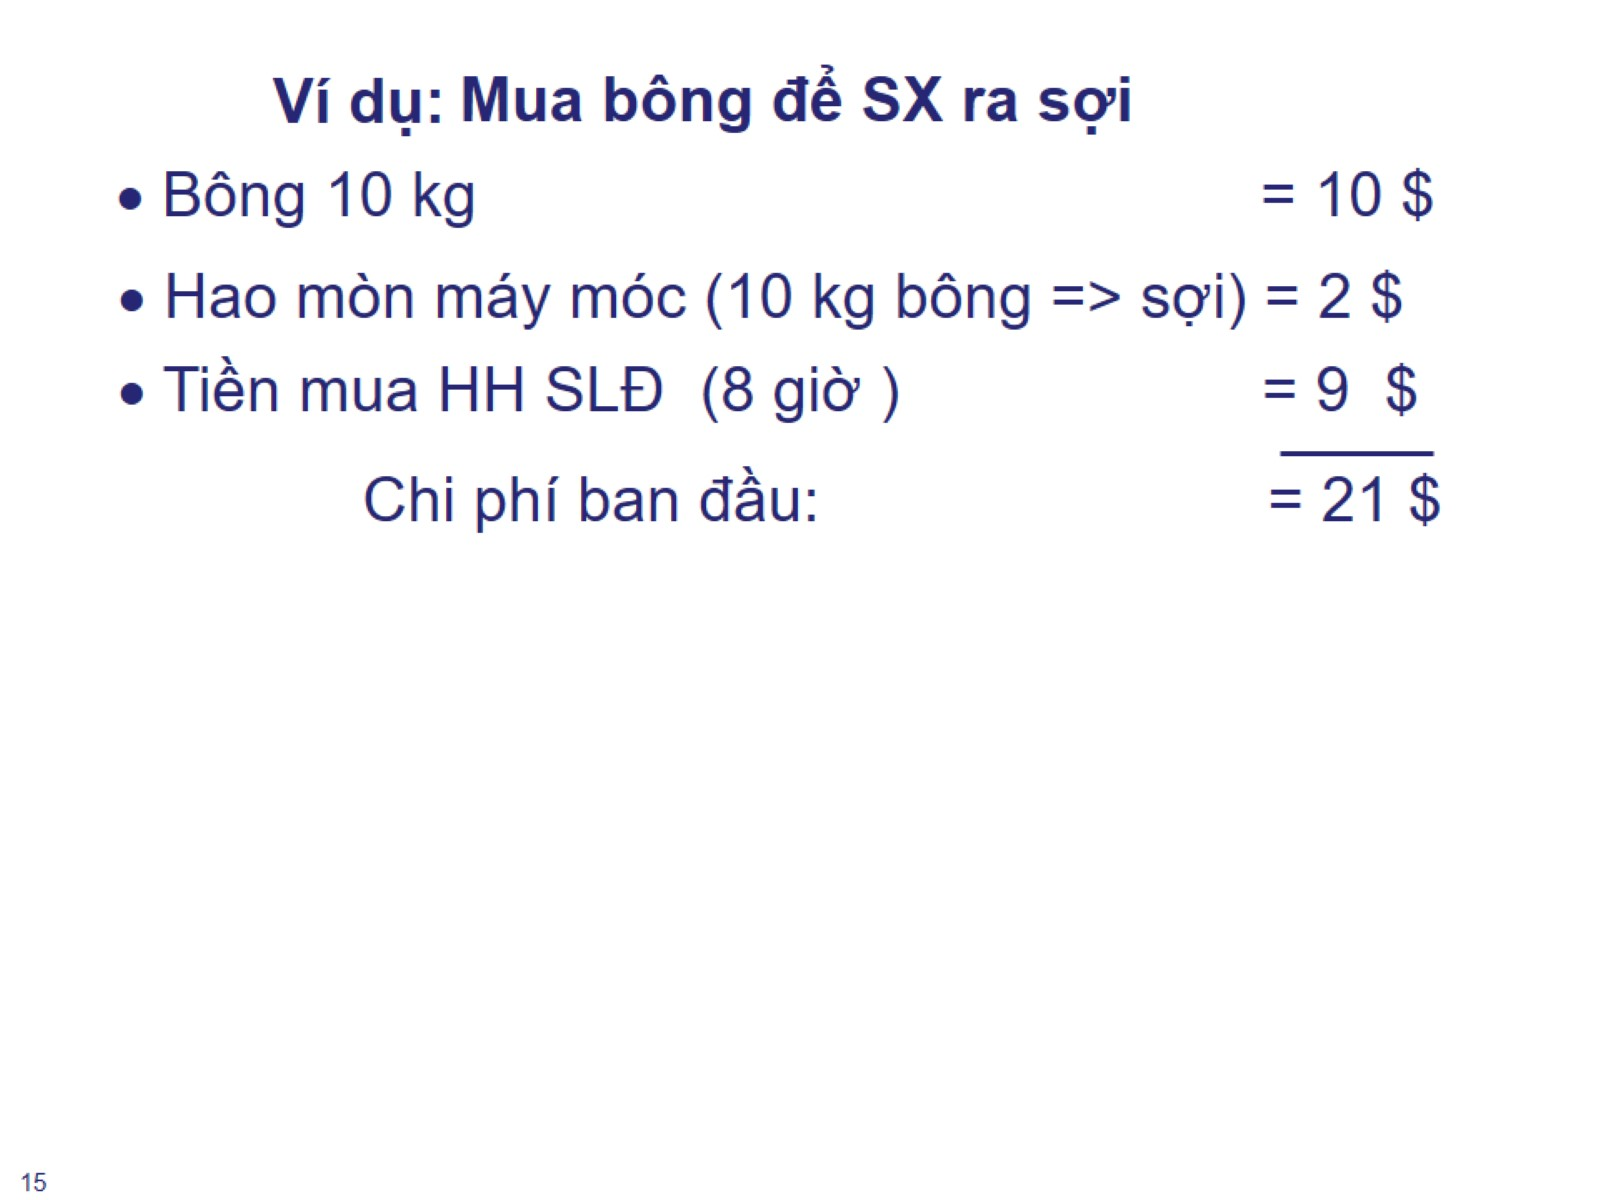 Ví dụ: Mua bông để SX ra sợi
• Bông 10 kg = 10 $
• Hao mòn máy móc (10 kg bông => sợi) = 2 $
• Tiền mua HH SLĐ (8 giờ ) = 9 $
Chi phí ban đầu: = 21 $
15